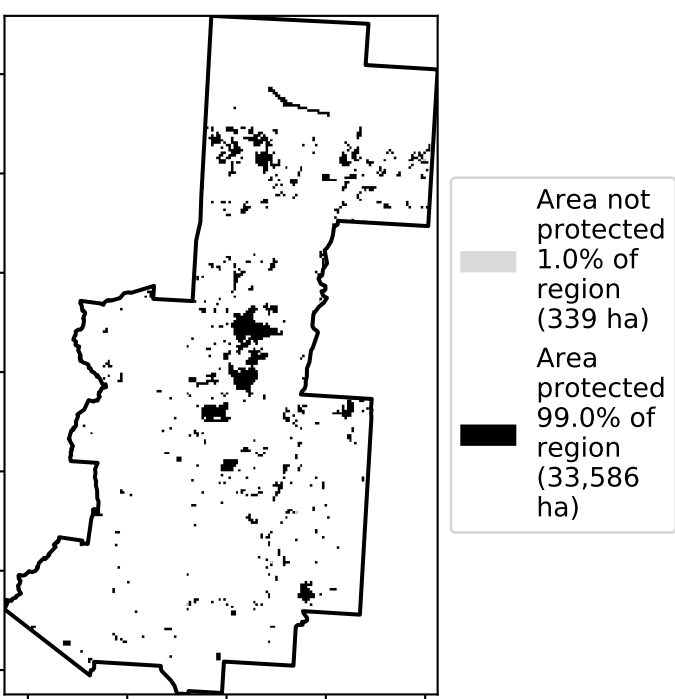 Area not
protected
1.0% of
region
(339 ha)
Area
protected
99.0% of
region
(33,586
ha)